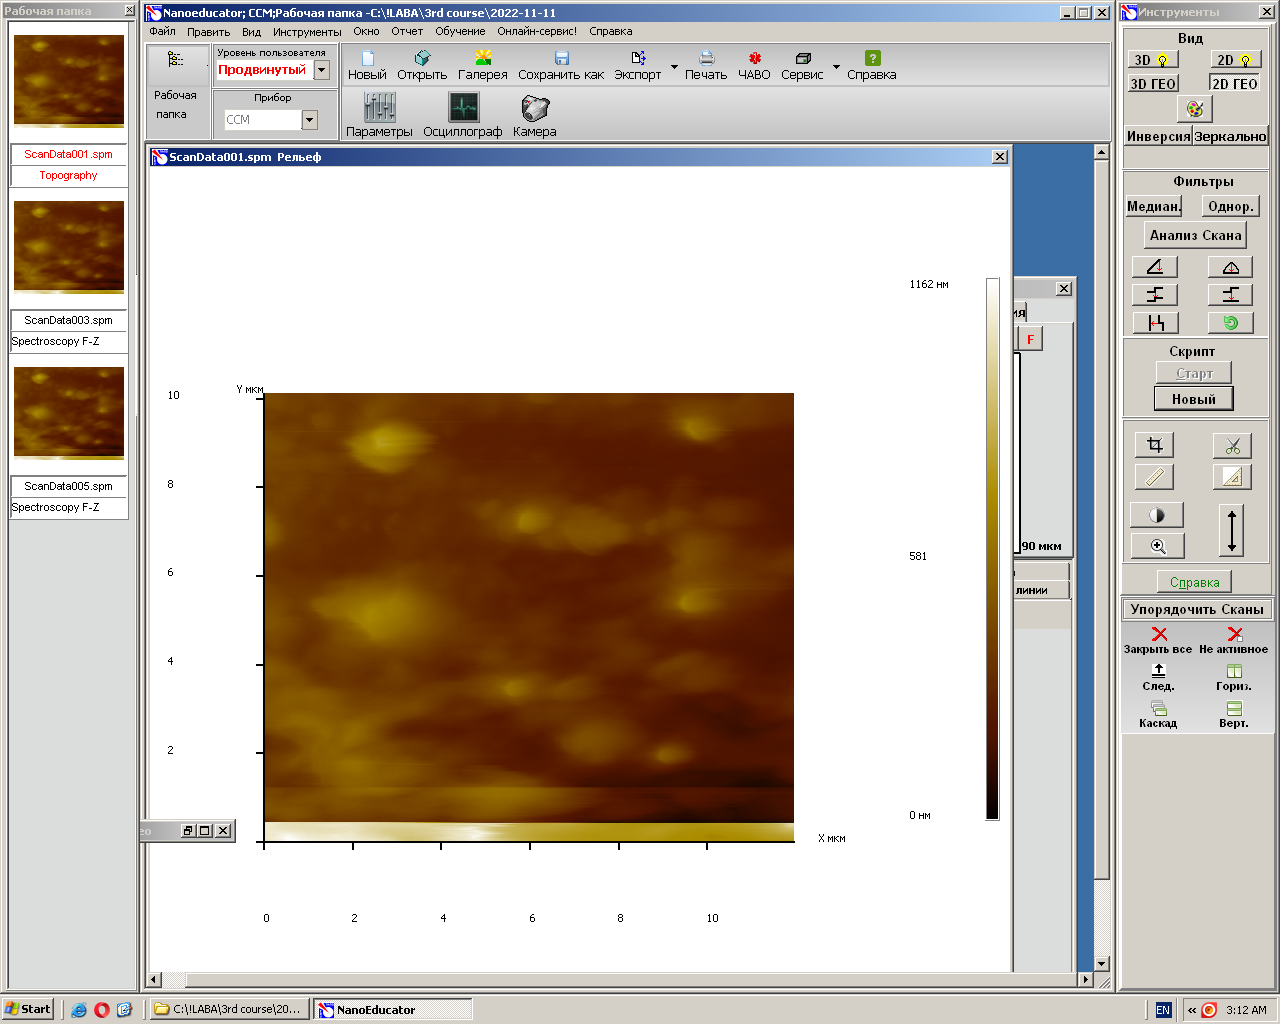 Рабочая папка
ScanData001.spm
Topography
ScanData003.spm
Spectroscopy F-Z
ScanData005.spm
Spectroscopy F-Z
Nanoeducator; CCM;Рабочая папка -C:\!LABA\3rd course\2022-11-11
Файл Править Вид Инструменты Окно Отчет Обучение Онлайн-сервис! Справка
Рабочая
папка
Уровень пользователя
Продвинутый
Прибор
ССМ
Новый Открыть Галерея Сохранить как Экспорт Печать ЧАВО Сервис Справка
Параметры Осциллограф Камера
ScanData001.spm Рельеф
1162 нм
581
0 нм
Y мкм
10
8
6
4
2
X мкм
0 2 4 6 8 10
ия
F
90 мкм
линии
ео
Инструменты
Вид
3D 2D
3D ГЕО 2D ГЕО
Инверсия Зеркально
Фильтры
Медиан. Однор.
Анализ Скана
Скрипт
Старт
Новый
Справка
Упорядочить Сканы
Закрыть все Не активное
След. Гориз.
Каскад Верт.
Start C:\!LABA\3rd course\20... NanoEducator EN « 3:12 AM